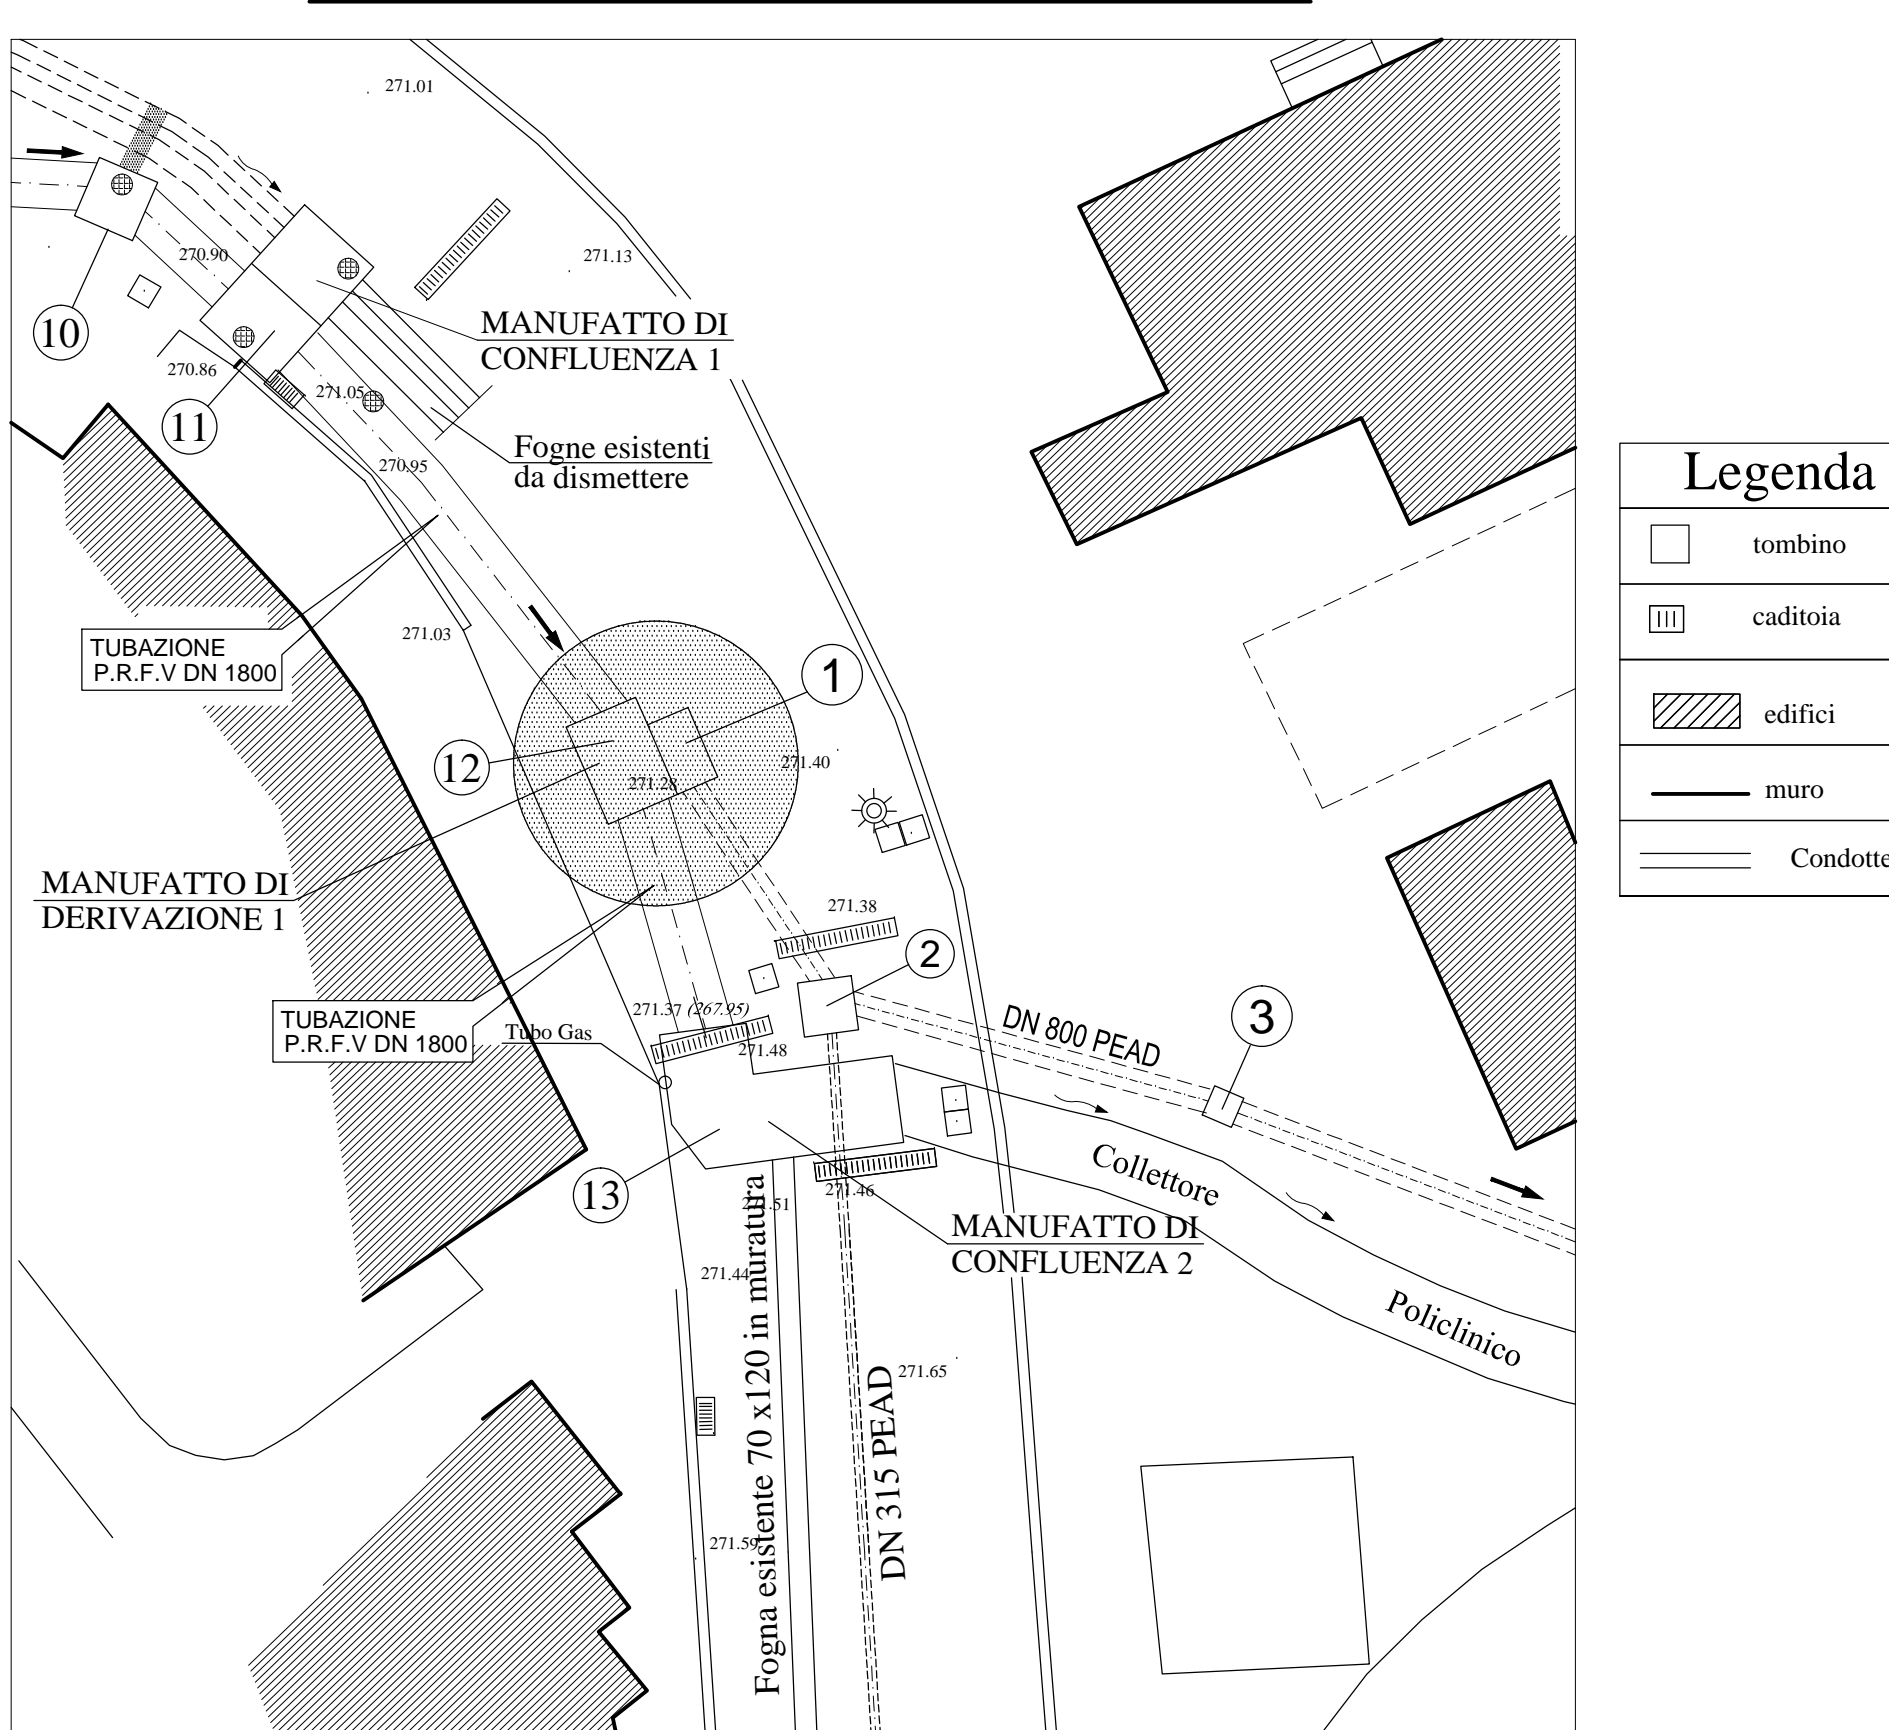 271.01
270.90
271.13
10
MANUFATTO DI
CONFLUENZA 1
270.86
271.05
11
Fogne esistenti
da dismettere
270.95
Legenda
tombino
caditoia
edifici
muro
Condotte
271.03
TUBAZIONE
P.R.F.V DN 1800
1
12
271.40
271.28
MANUFATTO DI
DERIVAZIONE 1
271.38
2
TUBAZIONE
P.R.F.V DN 1800
271.37 (267.95)
Tubo Gas
271.48
DN 800 PEAD
3
13
271.51
271.46
Collettore
Policlinico
MANUFATTO DI
CONFLUENZA 2
271.44
Fogna esistente 70 x120 in muratura
DN 315 PEAD
271.65
271.59